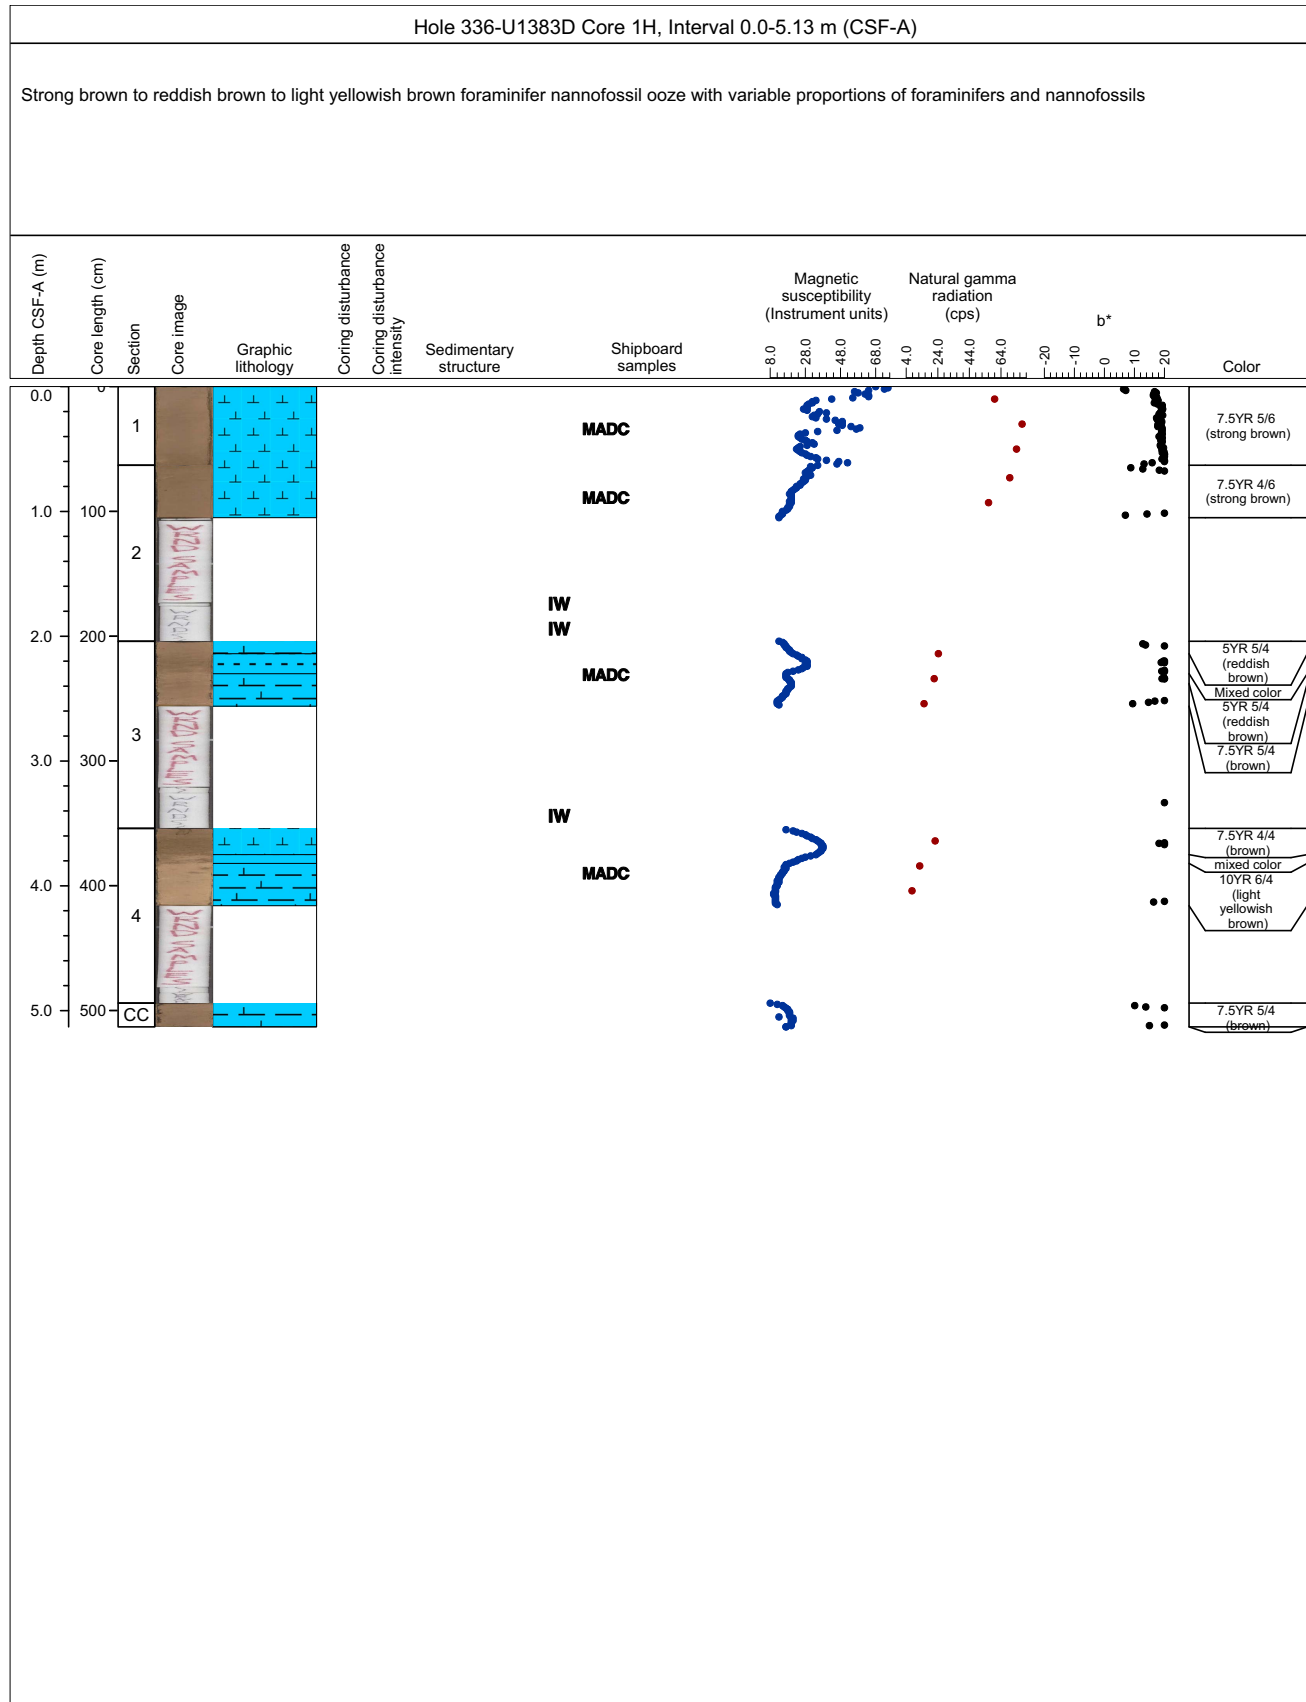 Hole 336-U1383D Core 1H, Interval 0.0-5.13 m (CSF-A)
Strong brown to reddish brown to light yellowish brown foraminifer nannofossil ooze with variable proportions of foraminifers and nannofossils
Depth CSF-A (m)
Core length (cm)
Section
Core image
Graphic
lithology
Coring disturbance
Coring disturbance
intensity
Sedimentary
structure
Shipboard
samples
Magnetic
susceptibility
(Instrument units)
8.0 28.0 48.0 68.0
Natural gamma
radiation
(cps)
4.0 24.0 44.0 64.0
b*
-20 -10 0 10 20
Color
0.0 0
1
MADC
7.5YR 5/6
(strong brown)
MADC
7.5YR 4/6
(strong brown)
1.0 100
2
IW
IW
2.0 200
MADC
5YR 5/4
(reddish
brown)
Mixed color
5YR 5/4
(reddish
brown)
7.5YR 5/4
(brown)
3
3.0 300
IW
7.5YR 4/4
(brown)
mixed color
MADC
4.0 400
10YR 6/4
(light
yellowish
brown)
4
5.0 500
CC
7.5YR 5/4
(brown)